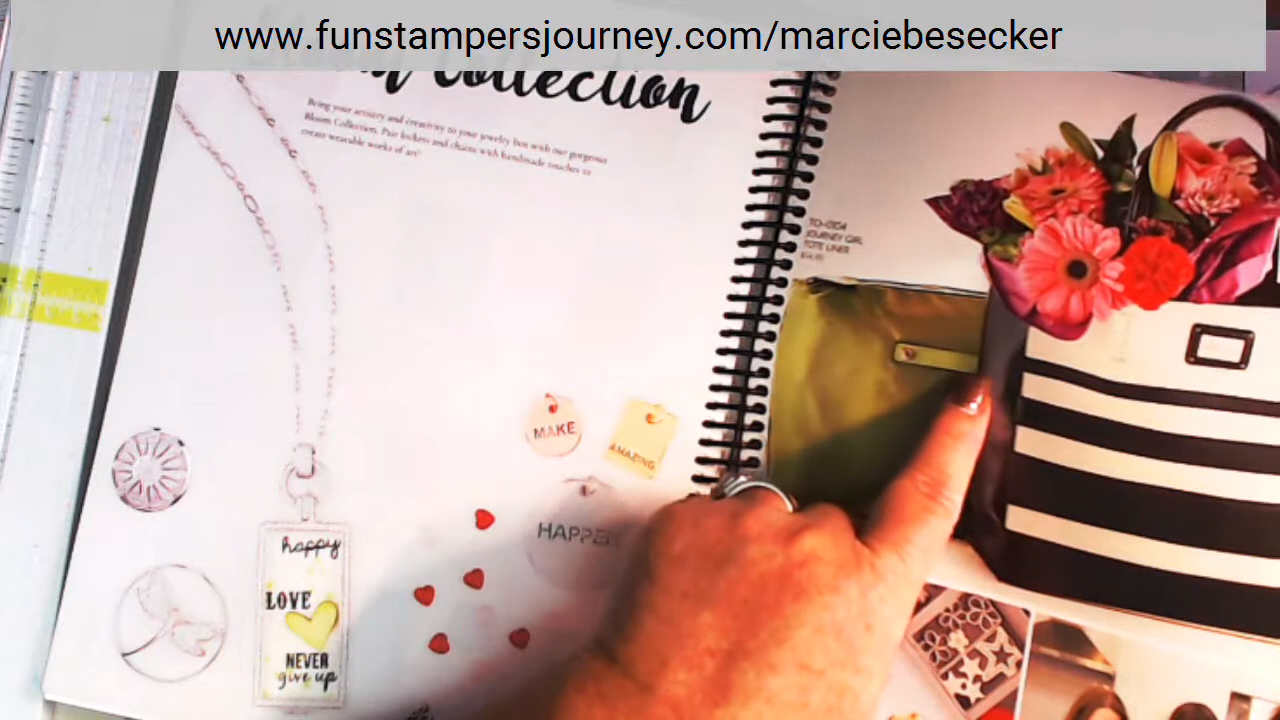 www.funstampersjourney.com/marciebesecker
Collection
Bring your artistry and creativity to your jewelry box with our gorgeous
Bloom Collection. Pair lockets and chains with handmade touches to
create wearable works of art!
TO-0104
JOURNEY GIRL
TOTE LINER
MAKE
AMAZING
HAPPEN
happy
LOVE
NEVER
give up